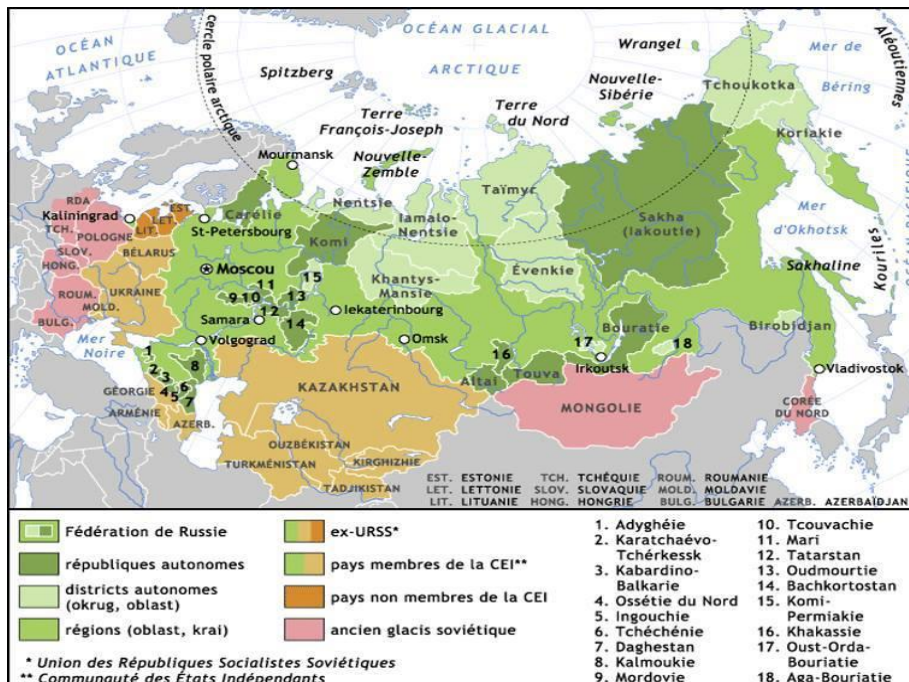 OCÉAN
ATLANTIQUE
cercle polaire arctique
OCÉAN GLACIAL
ARCTIQUE
Spitzberg
Terre
François-Joseph
Nouvelle-
Zemble
Terre
du Nord
Nouvelle-
Sibérie
Wrangel
Mer de
Béring
Aléoutiennes
Tchoukotka
Koriakie
Mourmansk
Taïmyr
Nentsie
Iamalo-
Nentsie
Carélie
Komi
Sakha
(Iakoutie)
Mer
d'Okhotsk
Kouriles
Sakhaline
RDA
Kaliningrad
EST.
LET.
LIT.
St-Petersbourg
TCH.
POLOGNE
SLOV.
HONG.
BÉLARUS
Moscou
UKRAINE
ROUM.
MOLD.
BULG.
Khantys-
Mansie
Évenkie
11
15
9 10
13
12
14
Iekaterinbourg
Samara
Volgograd
Omsk
Mer
Noire
16
17
Bouratie
18
Birobidjan
Irkoutsk
Vladivostok
Altaï
Touva
1
2
3
8
6
4
5
7
GÉORGIE
ARMÉNIE
AZERB.
KAZAKHSTAN
MONGOLIE
CORÉE
DU NORD
OUZBÉKISTAN
TURKMÉNISTAN
KIRGHIZHIE
TADJIKISTAN
EST. ESTONIE TCH. TCHÉQUIE ROUM. ROUMANIE
LET. LETTONIE SLOV. SLOVAQUIE MOLD. MOLDAVIE
LIT. LITUANIE HONG. HONGRIE BULG. BULGARIE AZERB. AZERBAÏDJAN
Fédération de Russie
républiques autonomes
districts autonomes
(okrug, oblast)
régions (oblast, krai)
ex-URSS*
pays membres de la CEI**
pays non membres de la CEI
ancien glacis soviétique
* Union des Républiques Socialistes Soviétiques
** Communauté des États Indépendants
1. Adyghéie
2. Karatchaévo-
Tchérkessk
3. Kabardino-
Balkarie
4. Ossétie du Nord
5. Ingouchie
6. Tchéchénie
7. Daghestan
8. Kalmoukie
9. Mordovie
10. Tcouvachie
11. Mari
12. Tatarstan
13. Oudmourtie
14. Bachkortostan
15. Komi-
Permiakie
16. Khakassie
17. Oust-Orda-
Bouriatie
18. Aga-Bouriatie